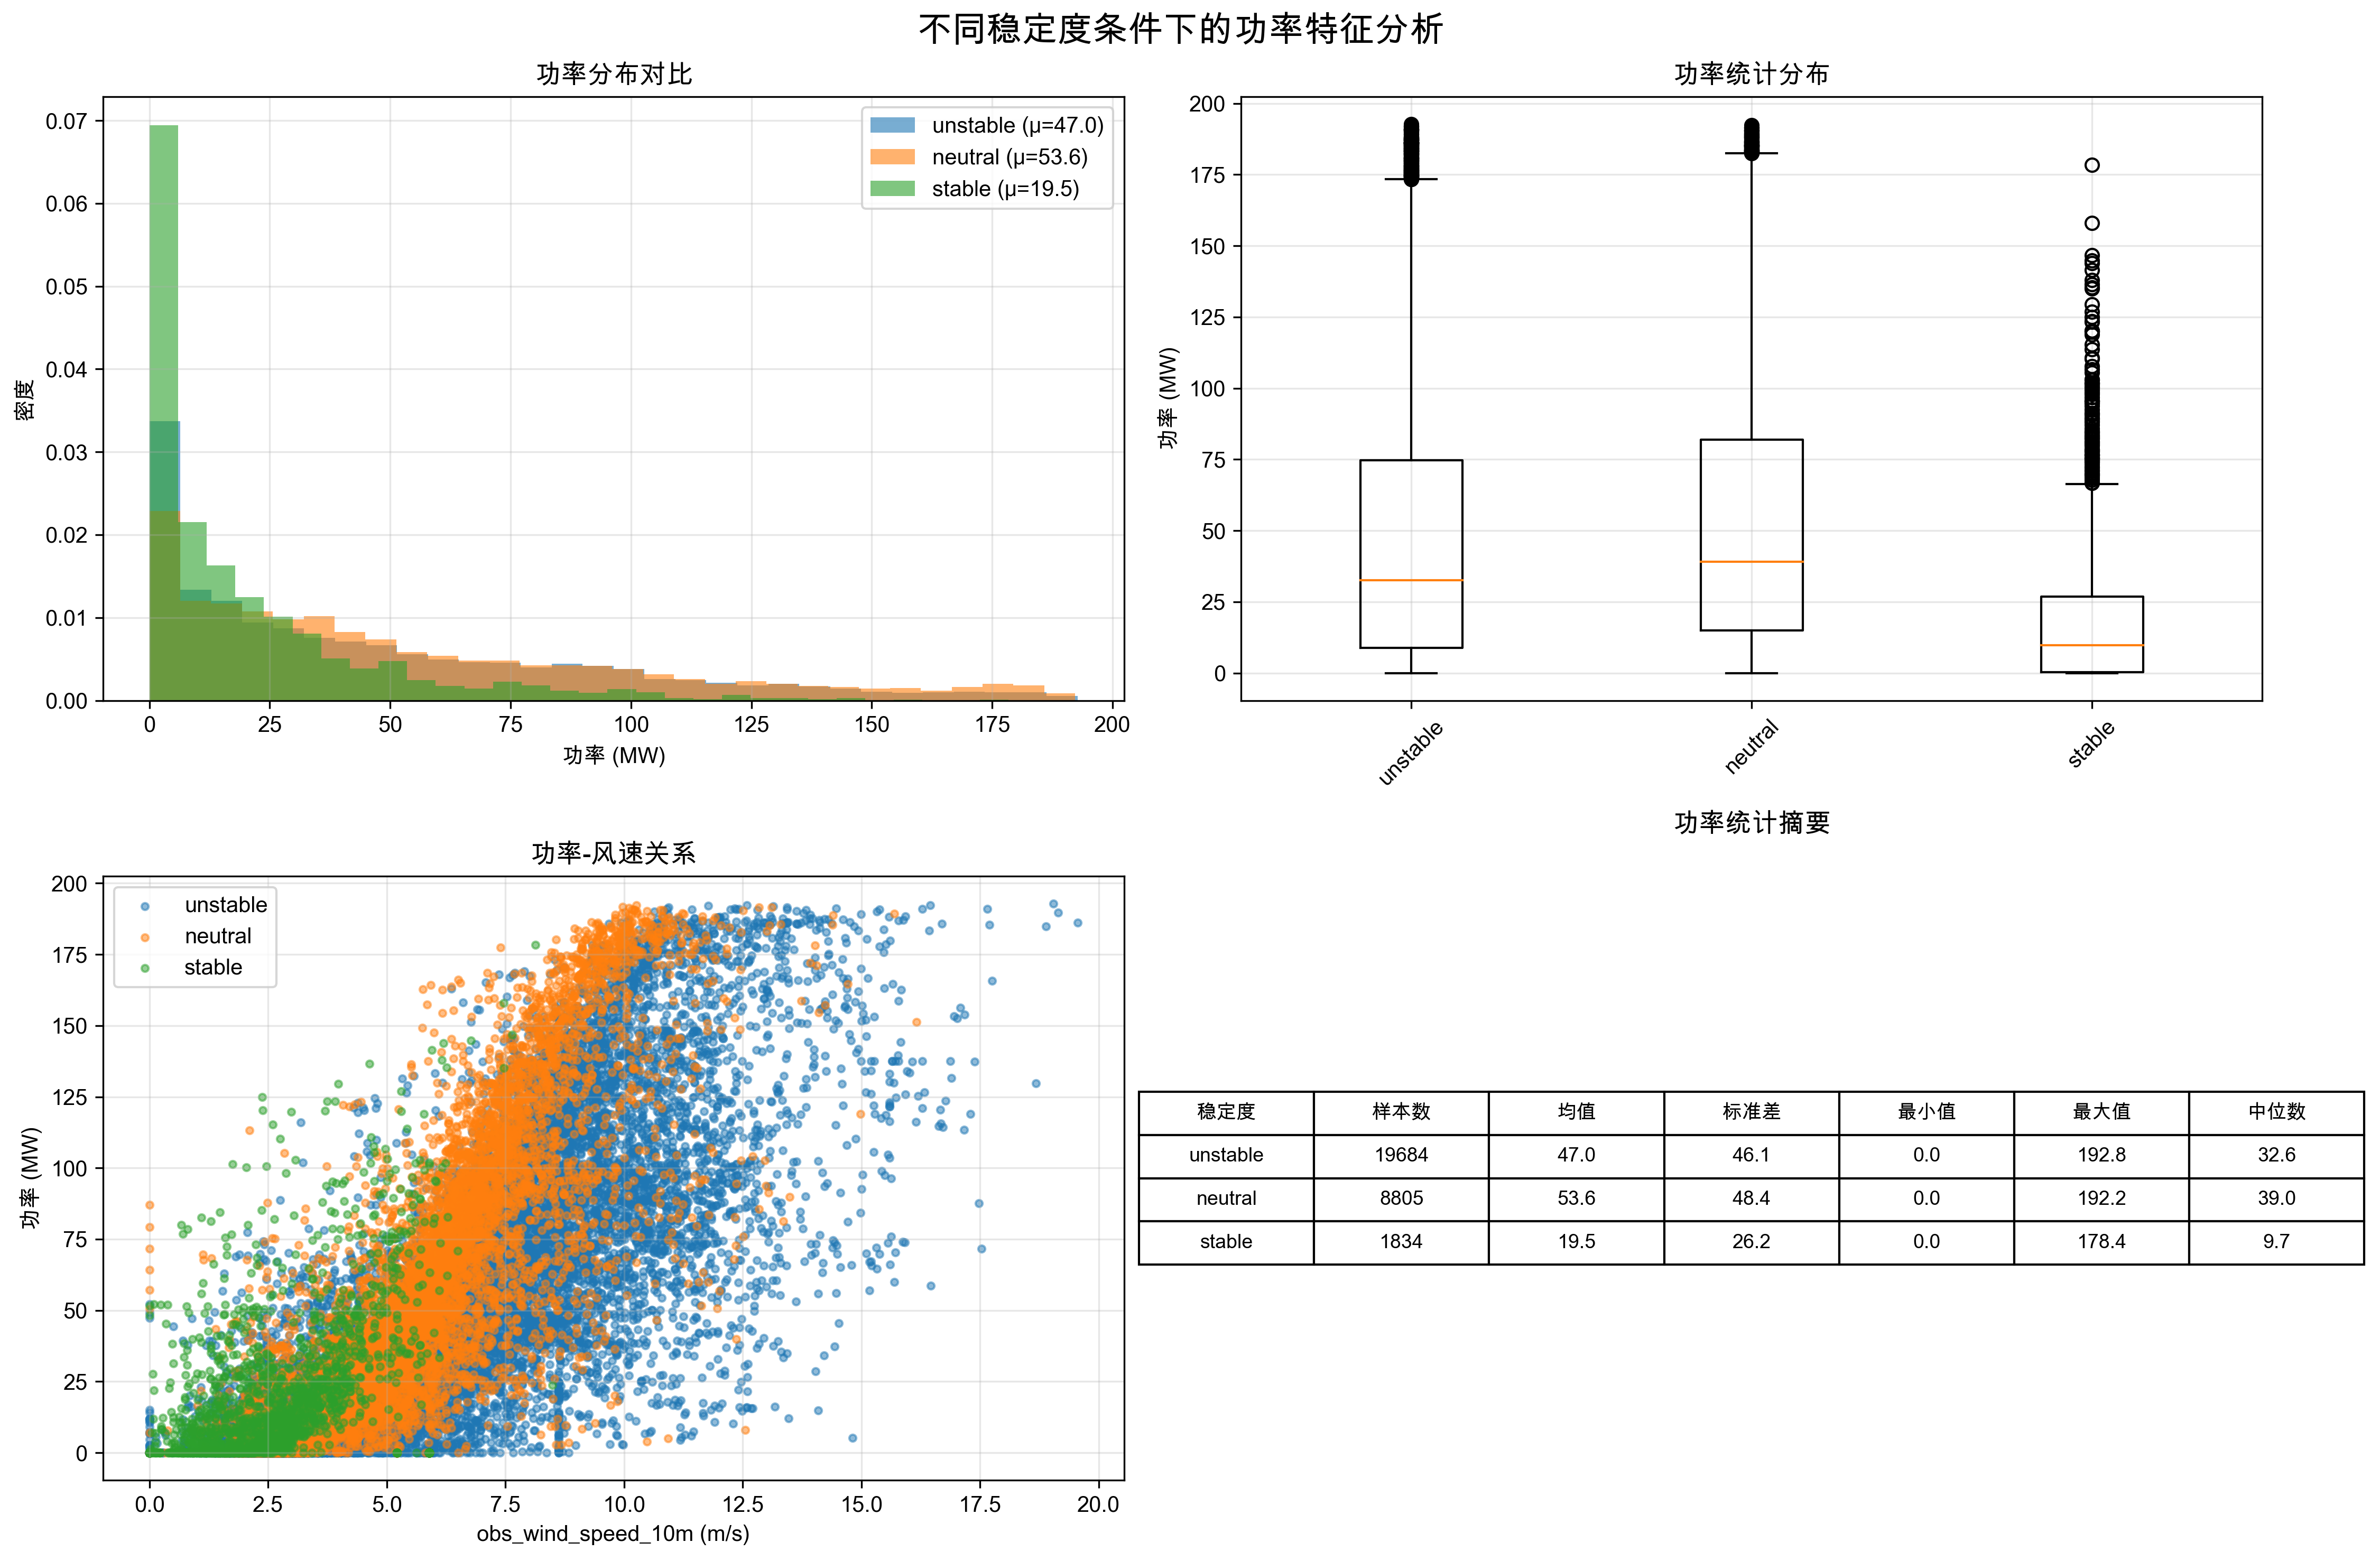 不同稳定度条件下的功率特征分析
功率分布对比
密度
0.07
0.06
0.05
0.04
0.03
0.02
0.01
0.00
unstable (μ=47.0)
neutral (μ=53.6)
stable (μ=19.5)
0 25 50 75 100 125 150 175 200
功率 (MW)
功率统计分布
功率 (MW)
200
175
150
125
100
75
50
25
0
unstable
neutral
stable
功率-风速关系
功率 (MW)
200
175
150
125
100
75
50
25
0
unstable
neutral
stable
0.0 2.5 5.0 7.5 10.0 12.5 15.0 17.5 20.0
obs_wind_speed_10m (m/s)
功率统计摘要
稳定度 样本数 均值 标准差 最小值 最大值 中位数
unstable 19684 47.0 46.1 0.0 192.8 32.6
neutral 8805 53.6 48.4 0.0 192.2 39.0
stable 1834 19.5 26.2 0.0 178.4 9.7